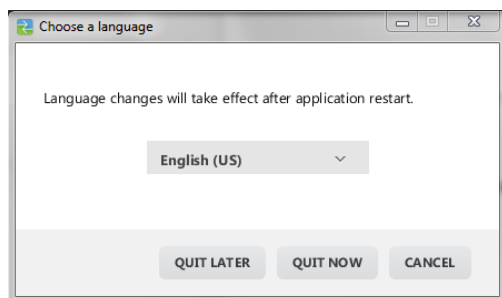 Choose a language
Language changes will take effect after application restart.
English (US)
QUIT LATER QUIT NOW CANCEL